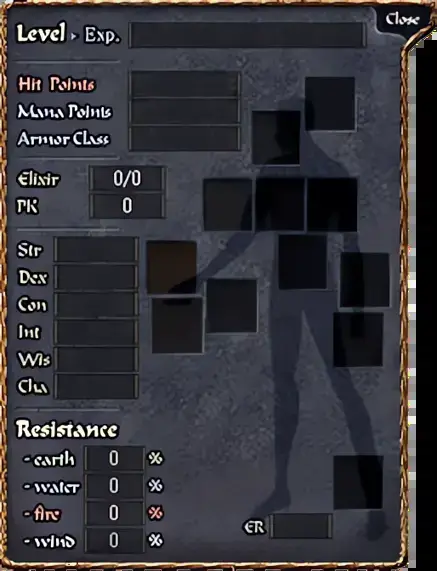 Close
Level ▸ Exp.
Hit Points
Mana Points
Armor Class
Elixir 0/0
PK 0
Str
Dex
Con
Int
Wis
Cha
Resistance
- earth 0 %
- water 0 %
- fire 0 %
- wind 0 %
ER